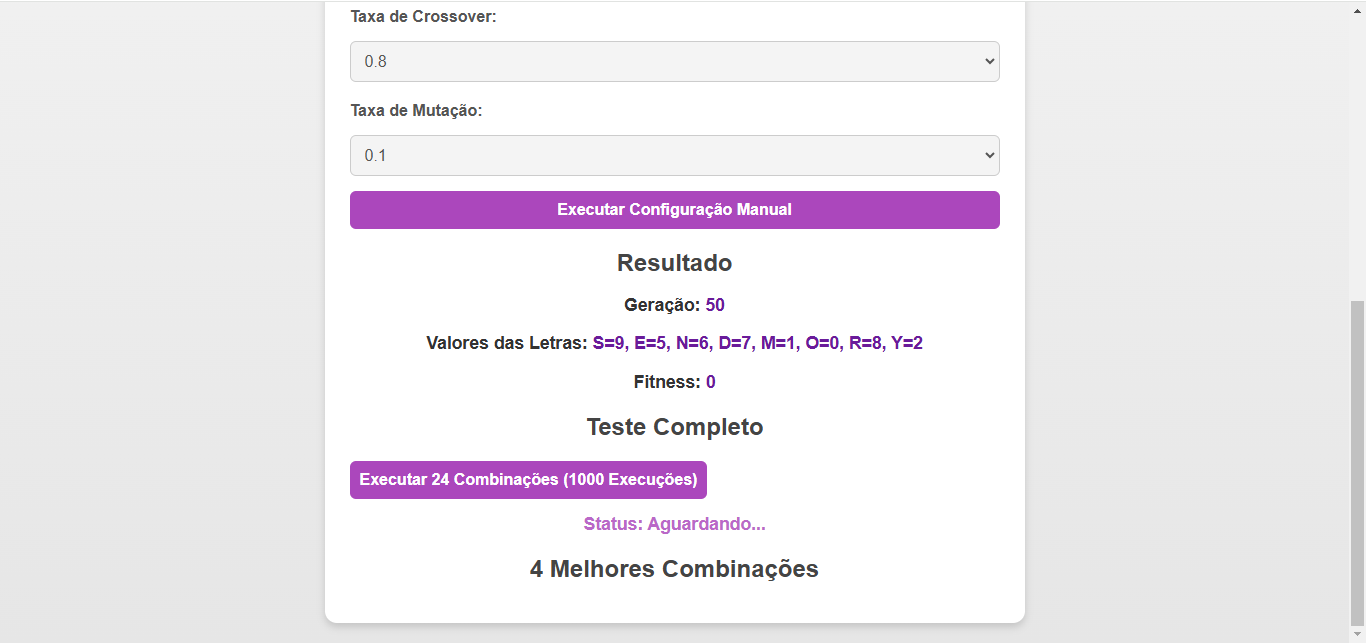 Taxa de Crossover:
0.8
Taxa de Mutação:
0.1
Executar Configuração Manual
Resultado
Geração: 50
Valores das Letras: S=9, E=5, N=6, D=7, M=1, O=0, R=8, Y=2
Fitness: 0
Teste Completo
Executar 24 Combinações (1000 Execuções)
Status: Aguardando...
4 Melhores Combinações